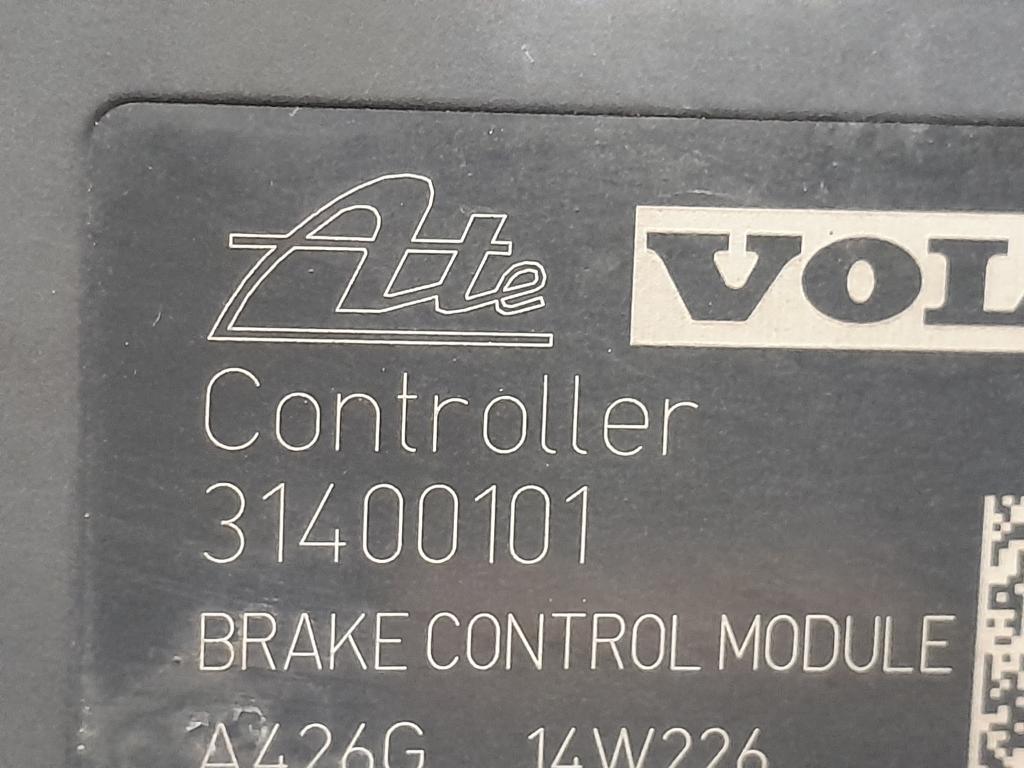 Ate VOL
Controller
31400101
BRAKE CONTROL MODULE
A426G 14W226